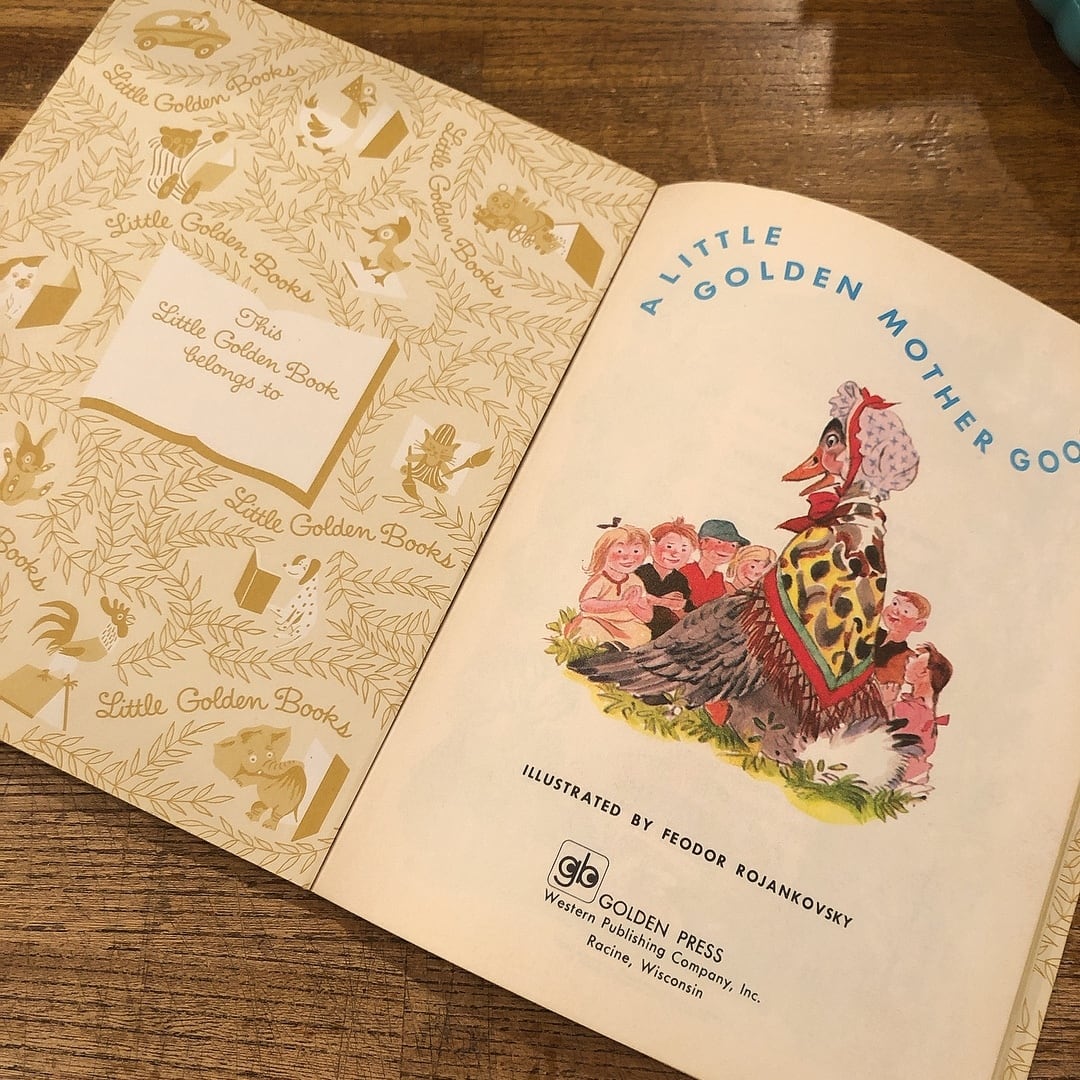 Little Golden Books
Little Golden Books
Little Golden Books
This
Little Golden Book
belongs to
Little Golden Books
Books
Little Golden Books
A LITTLE
GOLDEN MOTHER GOO
ILLUSTRATED BY FEODOR ROJANKOVSKY
gb
GOLDEN PRESS
Western Publishing Company, Inc.
Racine, Wisconsin